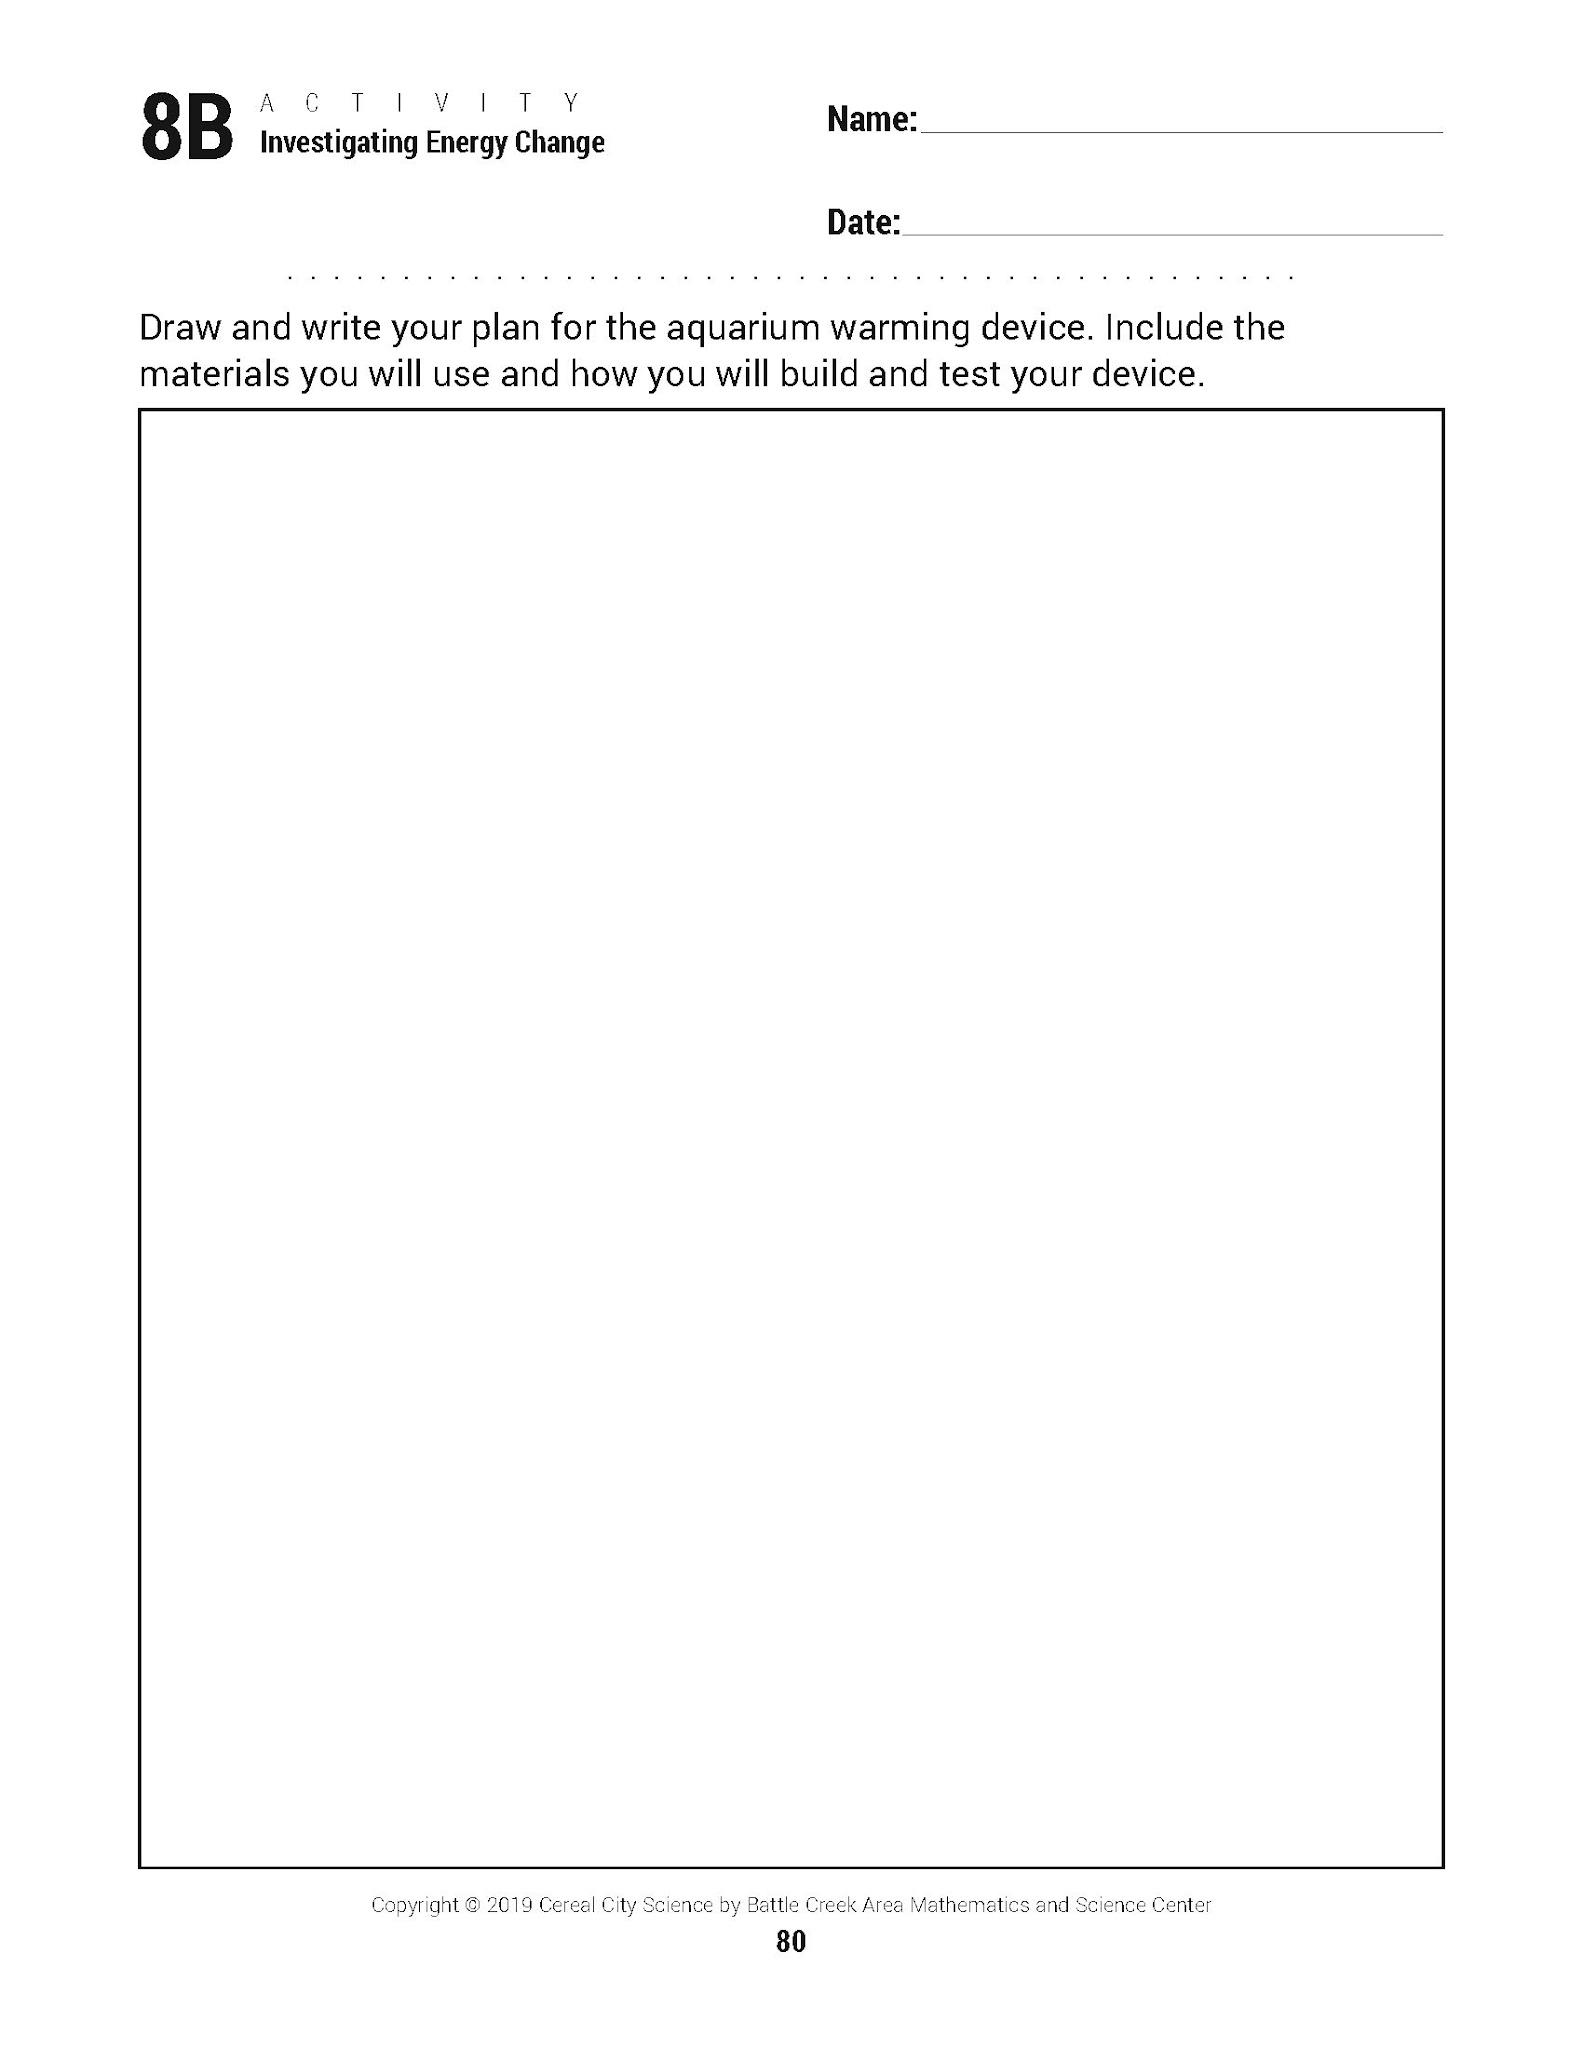 8B
A C T I V I T Y
Investigating Energy Change
Name:
Date:
Draw and write your plan for the aquarium warming device. Include the
materials you will use and how you will build and test your device.
Copyright © 2019 Cereal City Science by Battle Creek Area Mathematics and Science Center
80